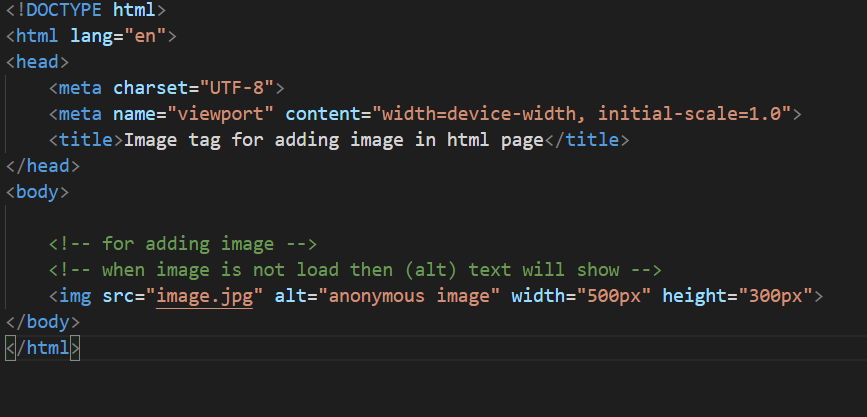 <!DOCTYPE html>
<html lang="en">
<head>
    <meta charset="UTF-8">
    <meta name="viewport" content="width=device-width, initial-scale=1.0">
    <title>Image tag for adding image in html page</title>
</head>
<body>

    <!-- for adding image -->
    <!-- when image is not load then (alt) text will show -->
    <img src="image.jpg" alt="anonymous image" width="500px" height="300px">
</body>
</html>